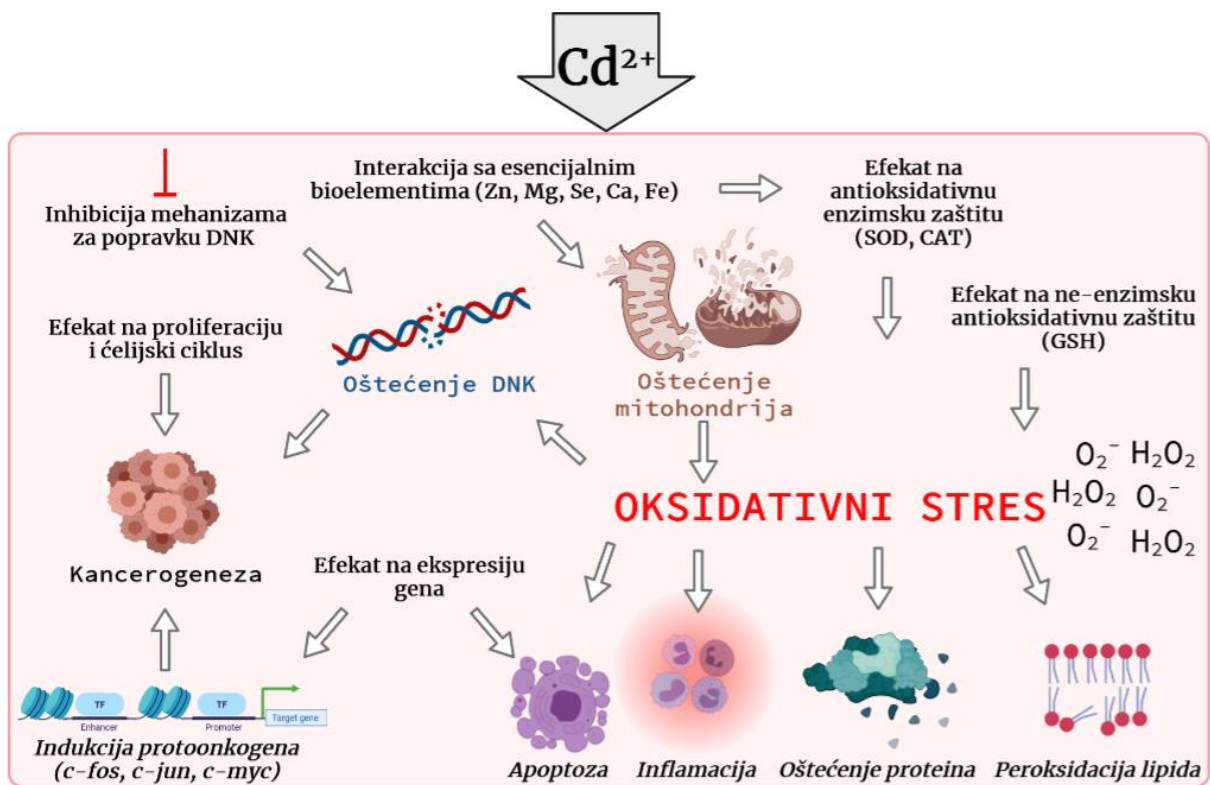 Cd²⁺
Interakcija sa esencijalnim
bioelementima (Zn, Mg, Se, Ca, Fe)
Efekat na
antioksidativnu
enzimsku zaštitu
(SOD, CAT)
Inhibicija mehanizama
za popravku DNK
Efekat na ne-enzimsku
antioksidativnu zaštitu
(GSH)
Efekat na proliferaciju
i ćelijski ciklus
Oštećenje DNK
Oštećenje
mitohondrija
O₂⁻ H₂O₂
H₂O₂ O₂⁻
O₂⁻ H₂O₂
OKSIDATIVNI STRES
Kancerogeneza
Efekat na ekspresiju
gena
TF
Enhancer
TF
Promoter
Target gene
Indukcija protoonkogena
(c-fos, c-jun, c-myc)
Apoptoza
Inflamacija
Oštećenje proteina
Peroksidacija lipida